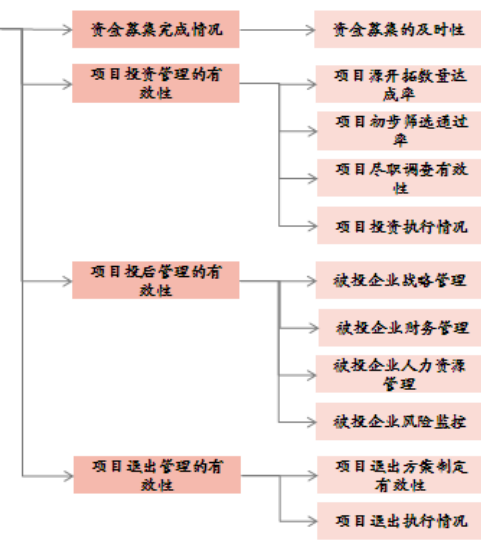 资金募集完成情况
资金募集的及时性
项目投资管理的有
效性
项目源开拓数量达
成率
项目初步筛选通过
率
项目尽职调查有效
性
项目投资执行情况
项目投后管理的有
效性
被投企业战略管理
被投企业财务管理
被投企业人力资源
管理
被投企业风险监控
项目退出管理的有
效性
项目退出方案制定
有效性
项目退出执行情况